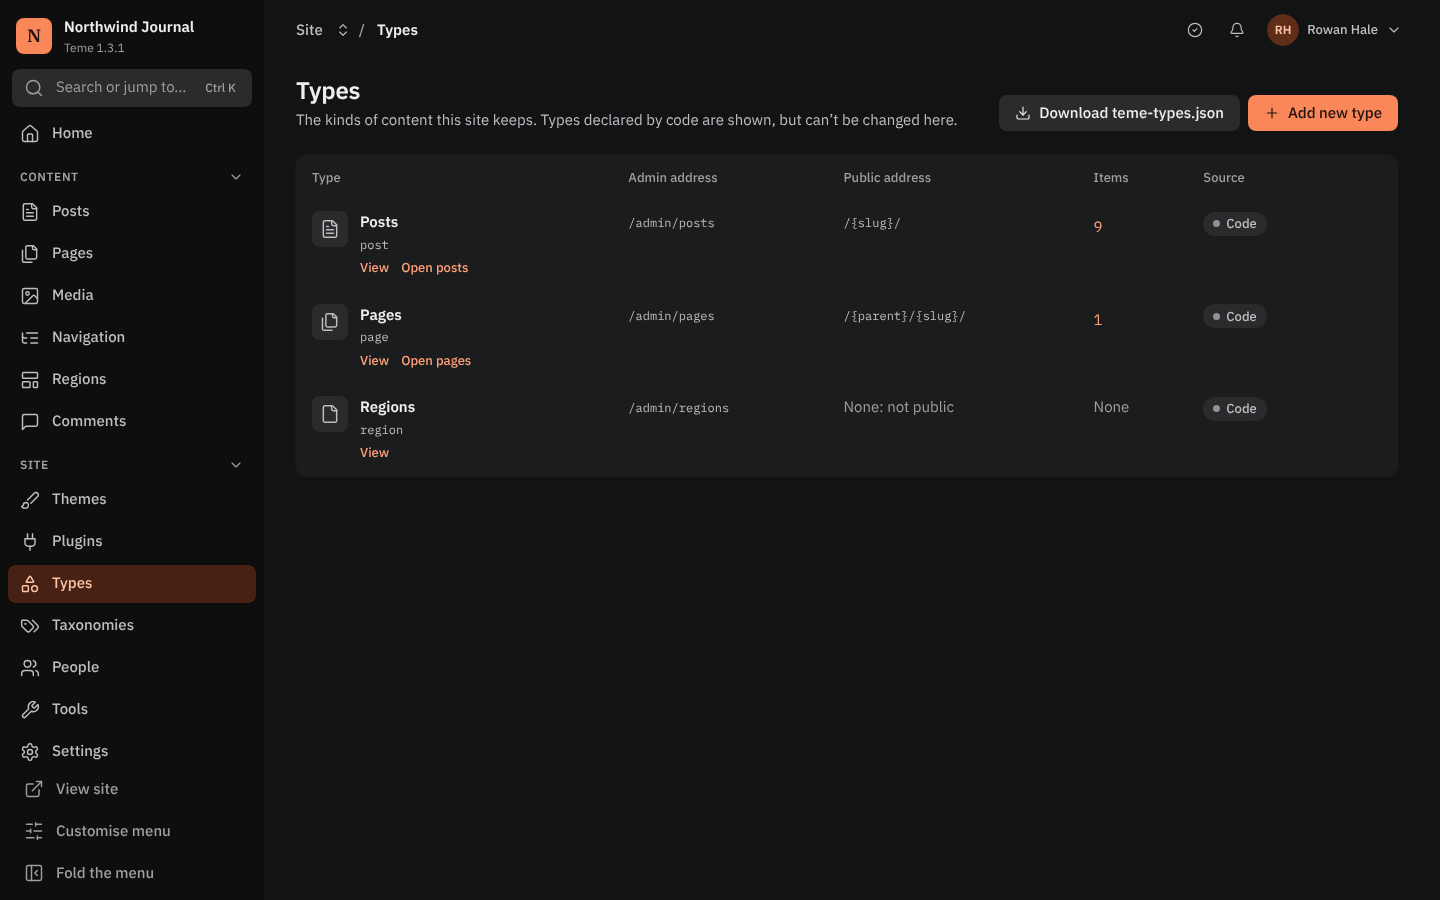 N
Northwind Journal
Teme 1.3.1
Search or jump to... Ctrl K
Home
CONTENT
Posts
Pages
Media
Navigation
Regions
Comments
SITE
Themes
Plugins
Types
Taxonomies
People
Tools
Settings
View site
Customise menu
Fold the menu
Site / Types
RH Rowan Hale
Types
The kinds of content this site keeps. Types declared by code are shown, but can’t be changed here.
Download teme-types.json
Add new type
Type Admin address Public address Items Source
Posts /admin/posts /{slug}/ 9 Code
post
View Open posts
Pages /admin/pages /{parent}/{slug}/ 1 Code
page
View Open pages
Regions /admin/regions None: not public None Code
region
View